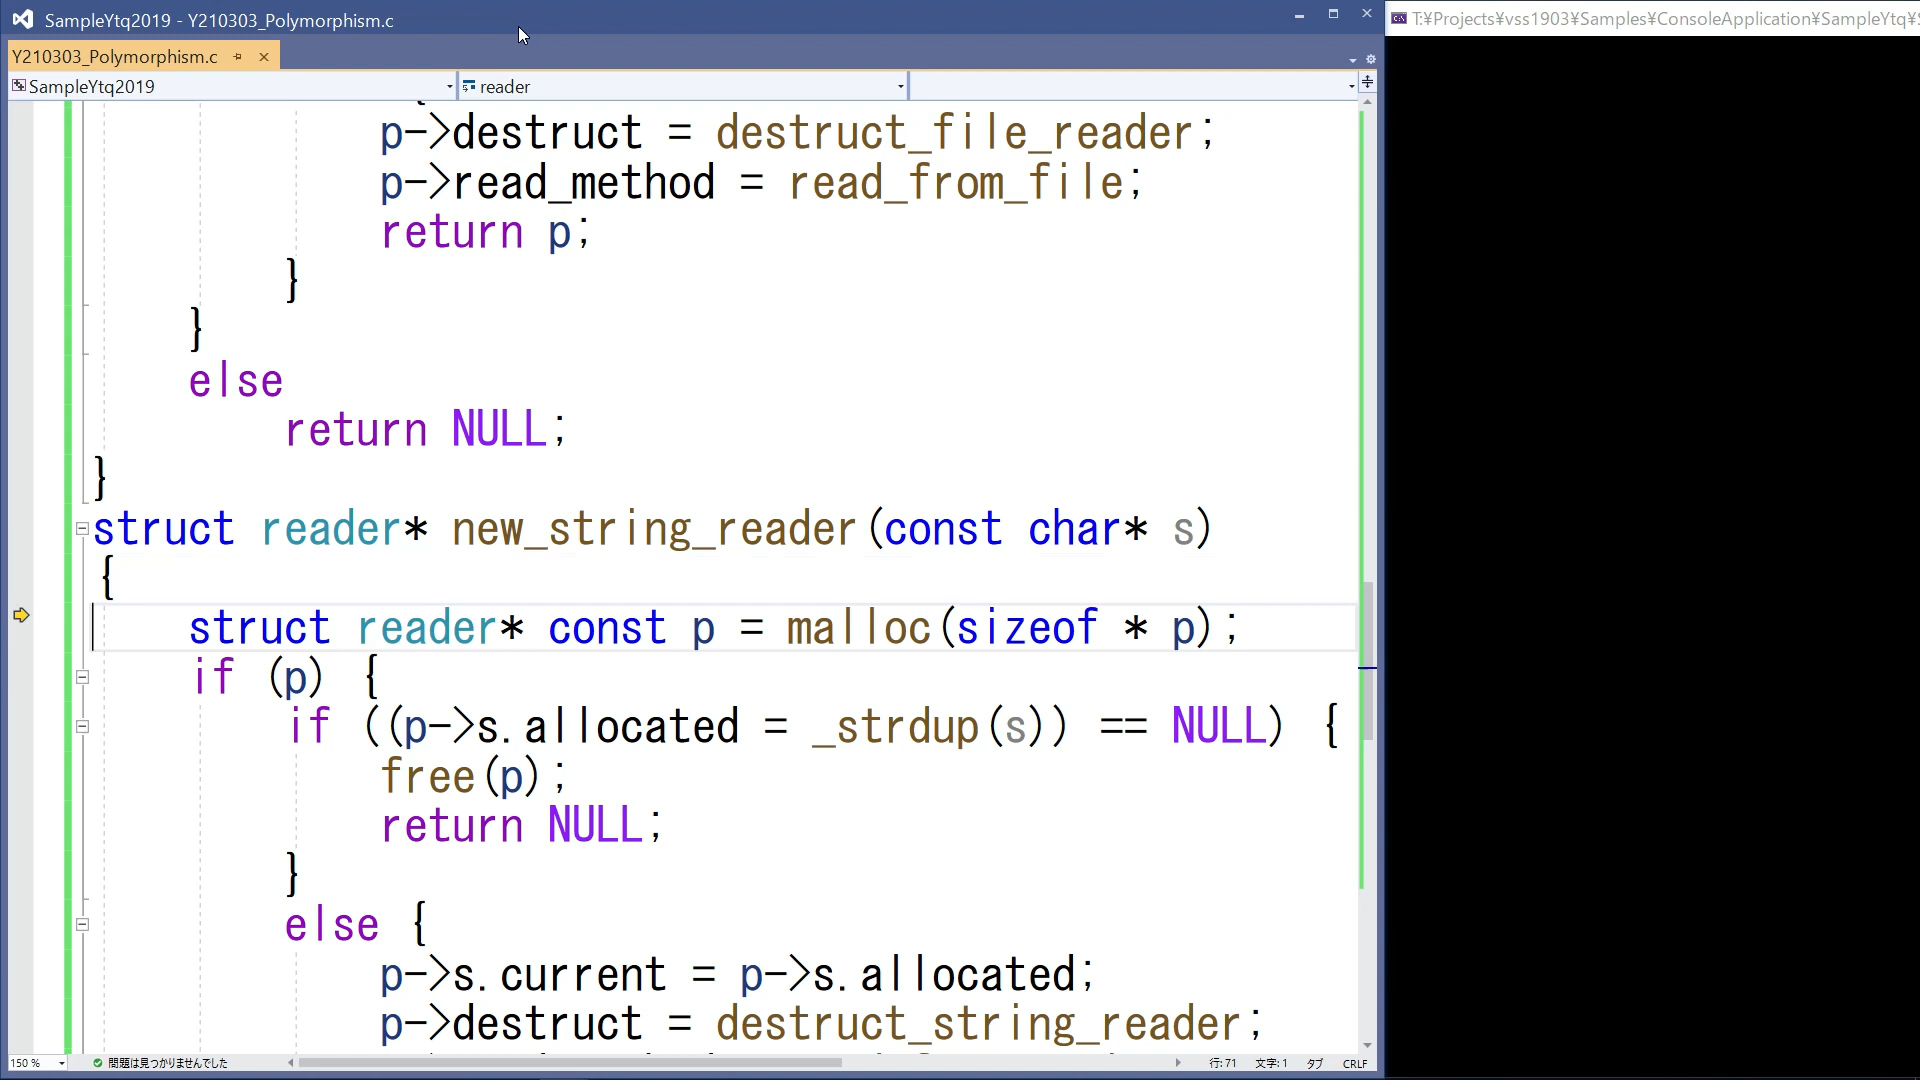 SampleYtq2019 - Y210303_Polymorphism.c
T:¥Projects¥vss1903¥Samples¥ConsoleApplication¥SampleYtq¥
Y210303_Polymorphism.c
SampleYtq2019
reader
p->destruct = destruct_file_reader;
p->read_method = read_from_file;
return p;
}
}
else
return NULL;
}
struct reader* new_string_reader(const char* s)
{
struct reader* const p = malloc(sizeof * p);
if (p) {
if ((p->s.allocated = _strdup(s)) == NULL) {
free(p);
return NULL;
}
else {
p->s.current = p->s.allocated;
p->destruct = destruct_string_reader;
150 %
問題は見つかりませんでした
行: 71
文字: 1
タブ
CRLF